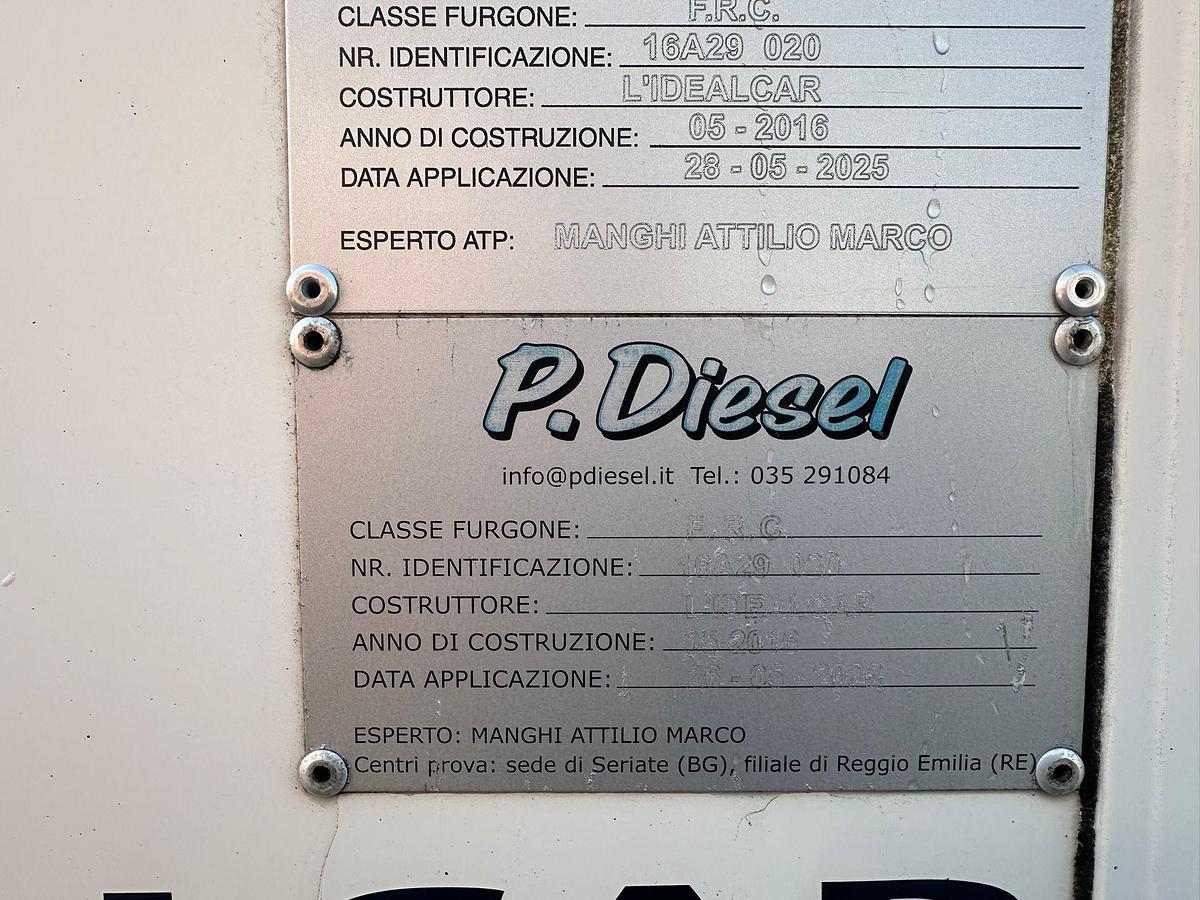 CLASSE FURGONE: F.R.C.
NR. IDENTIFICAZIONE: 16A29 020
COSTRUTTORE: L'IDEALCAR
ANNO DI COSTRUZIONE: 05 - 2016
DATA APPLICAZIONE: 28 - 05 - 2025
ESPERTO ATP: MANGHI ATTILIO MARCO
P. Diesel
info@pdiesel.it Tel.: 035 291084
CLASSE FURGONE: F.R.C.
NR. IDENTIFICAZIONE: 16A29 020
COSTRUTTORE: L'IDEALCAR
ANNO DI COSTRUZIONE: 05-2016
DATA APPLICAZIONE:
ESPERTO: MANGHI ATTILIO MARCO
Centri prova: sede di Seriate (BG), filiale di Reggio Emilia (RE)